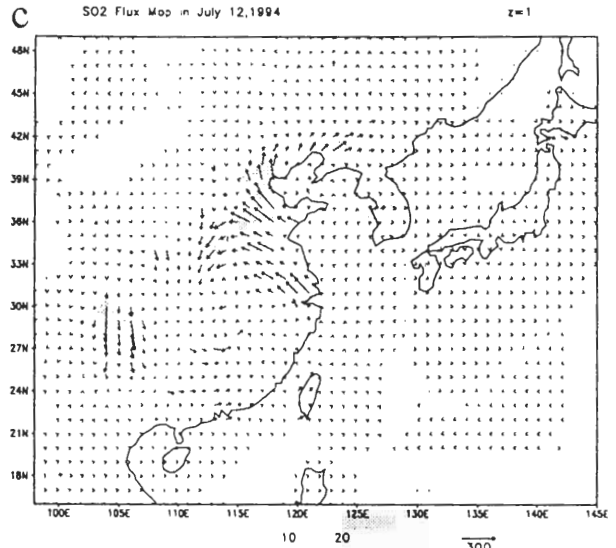 C
SO2 Flux Map in July 12,1994 z=1
48N
45N
42N
39N
36N
33N
30N
27N
24N
21N
18N
100E 105E 110E 115E 120E 125E 130E 135E 140E 145E
10 20 300